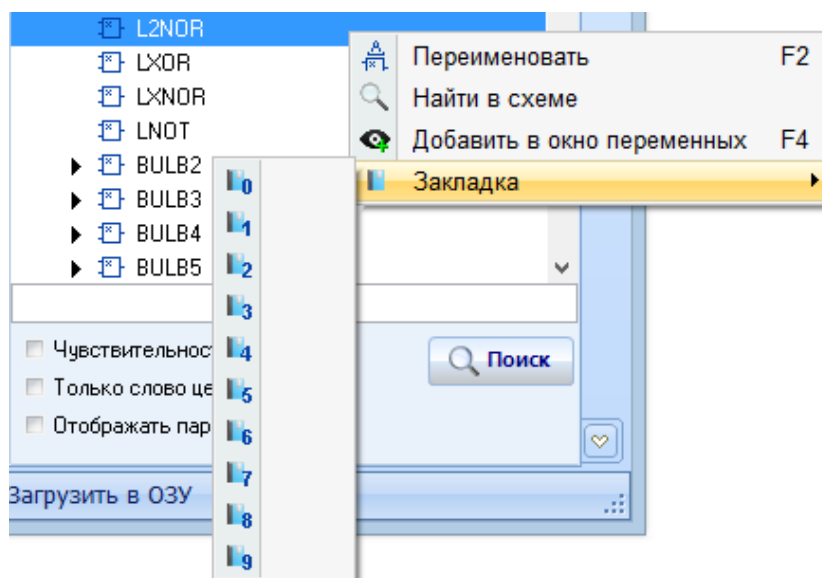 L2NOR
LXOR
LXNOR
LNOT
BULB2
BULB3
BULB4
BULB5
Переименовать F2
Найти в схеме
Добавить в окно переменных F4
Закладка
0
1
2
3
4
5
6
7
8
9
Чувствительнос
Только слово це
Отображать пар
Поиск
Загрузить в ОЗУ